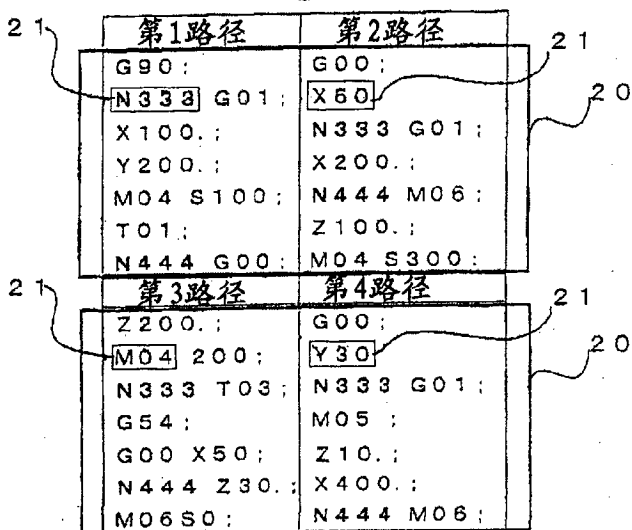 第1路径 第2路径
G90; G00;
N333 G01; X60
X100.; N333 G01;
Y200.; X200.;
M04 S100; N444 M06;
T01; Z100.;
N444 G00; M04 S300;
第3路径 第4路径
Z200.; G00;
M04 200; Y30
N333 T03; N333 G01;
G54; M05 ;
G00 X50; Z10.;
N444 Z30.; X400.;
M06S0; N444 M06;
21
21
20
21
21
20